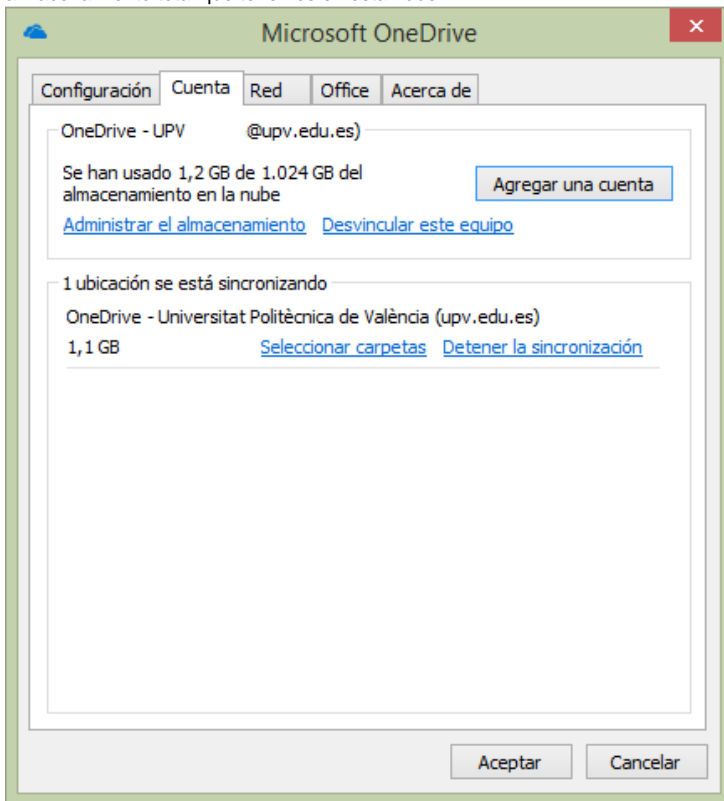 Microsoft OneDrive
Configuración Cuenta Red Office Acerca de
OneDrive - UPV @upv.edu.es)
Se han usado 1,2 GB de 1.024 GB del
almacenamiento en la nube
Agregar una cuenta
Administrar el almacenamiento Desvincular este equipo
1 ubicación se está sincronizando
OneDrive - Universitat Politècnica de València (upv.edu.es)
1,1 GB Seleccionar carpetas Detener la sincronización
Aceptar Cancelar